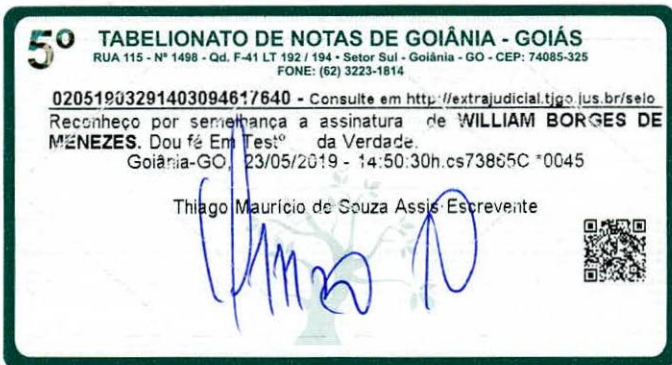 5º TABELIONATO DE NOTAS DE GOIÂNIA - GOIÁS
RUA 115 - Nº 1498 - Qd. F-41 LT 192 / 194 - Setor Sul - Goiânia - GO - CEP: 74085-325
FONE: (62) 3223-1814
02051903291403094617640 - Consulte em http://extrajudicial.tjgo.jus.br/selo
Reconheço por semelhança a assinatura de WILLIAM BORGES DE
MENEZES. Dou fé Em Testº da Verdade.
Goiânia-GO, 23/05/2019 - 14:50:30h.cs73865C *0045
Thiago Maurício de Souza Assis-Escrevente